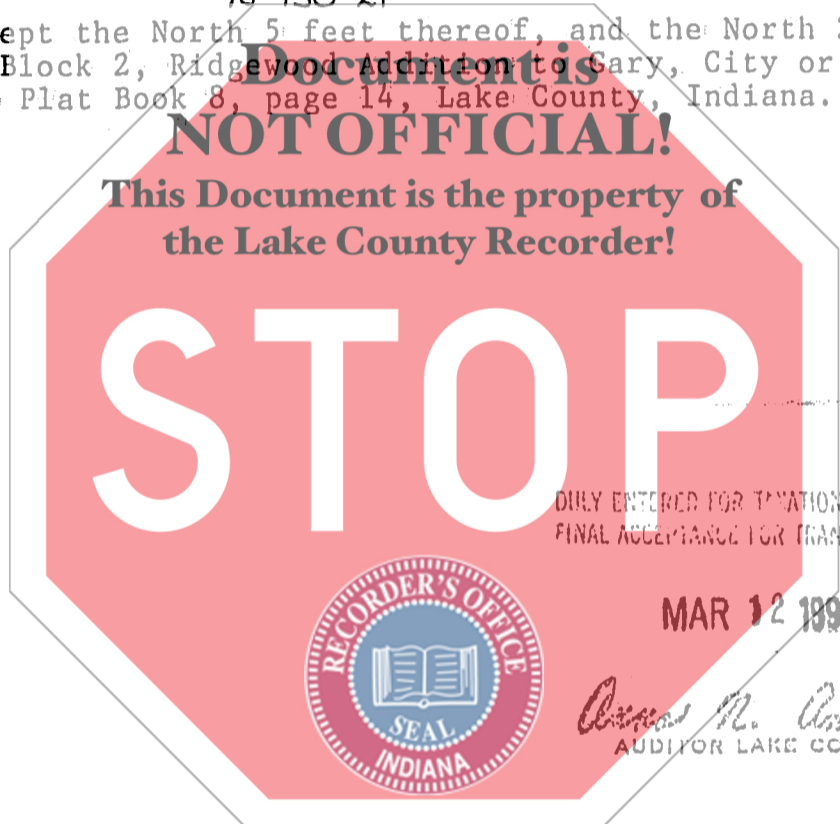 ept the North 5 feet thereof, and the North
Block 2, Ridgewood Addition to Gary, City or
Plat Book 8, page 14, Lake County, Indiana.
Document is
NOT OFFICIAL!
This Document is the property of
the Lake County Recorder!
STOP
DULY ENTERED FOR TAXATION
FINAL ACCEPTANCE FOR TRAN
MAR 12 199
RECORDER'S OFFICE
SEAL
INDIANA
AUDITOR LAKE CO